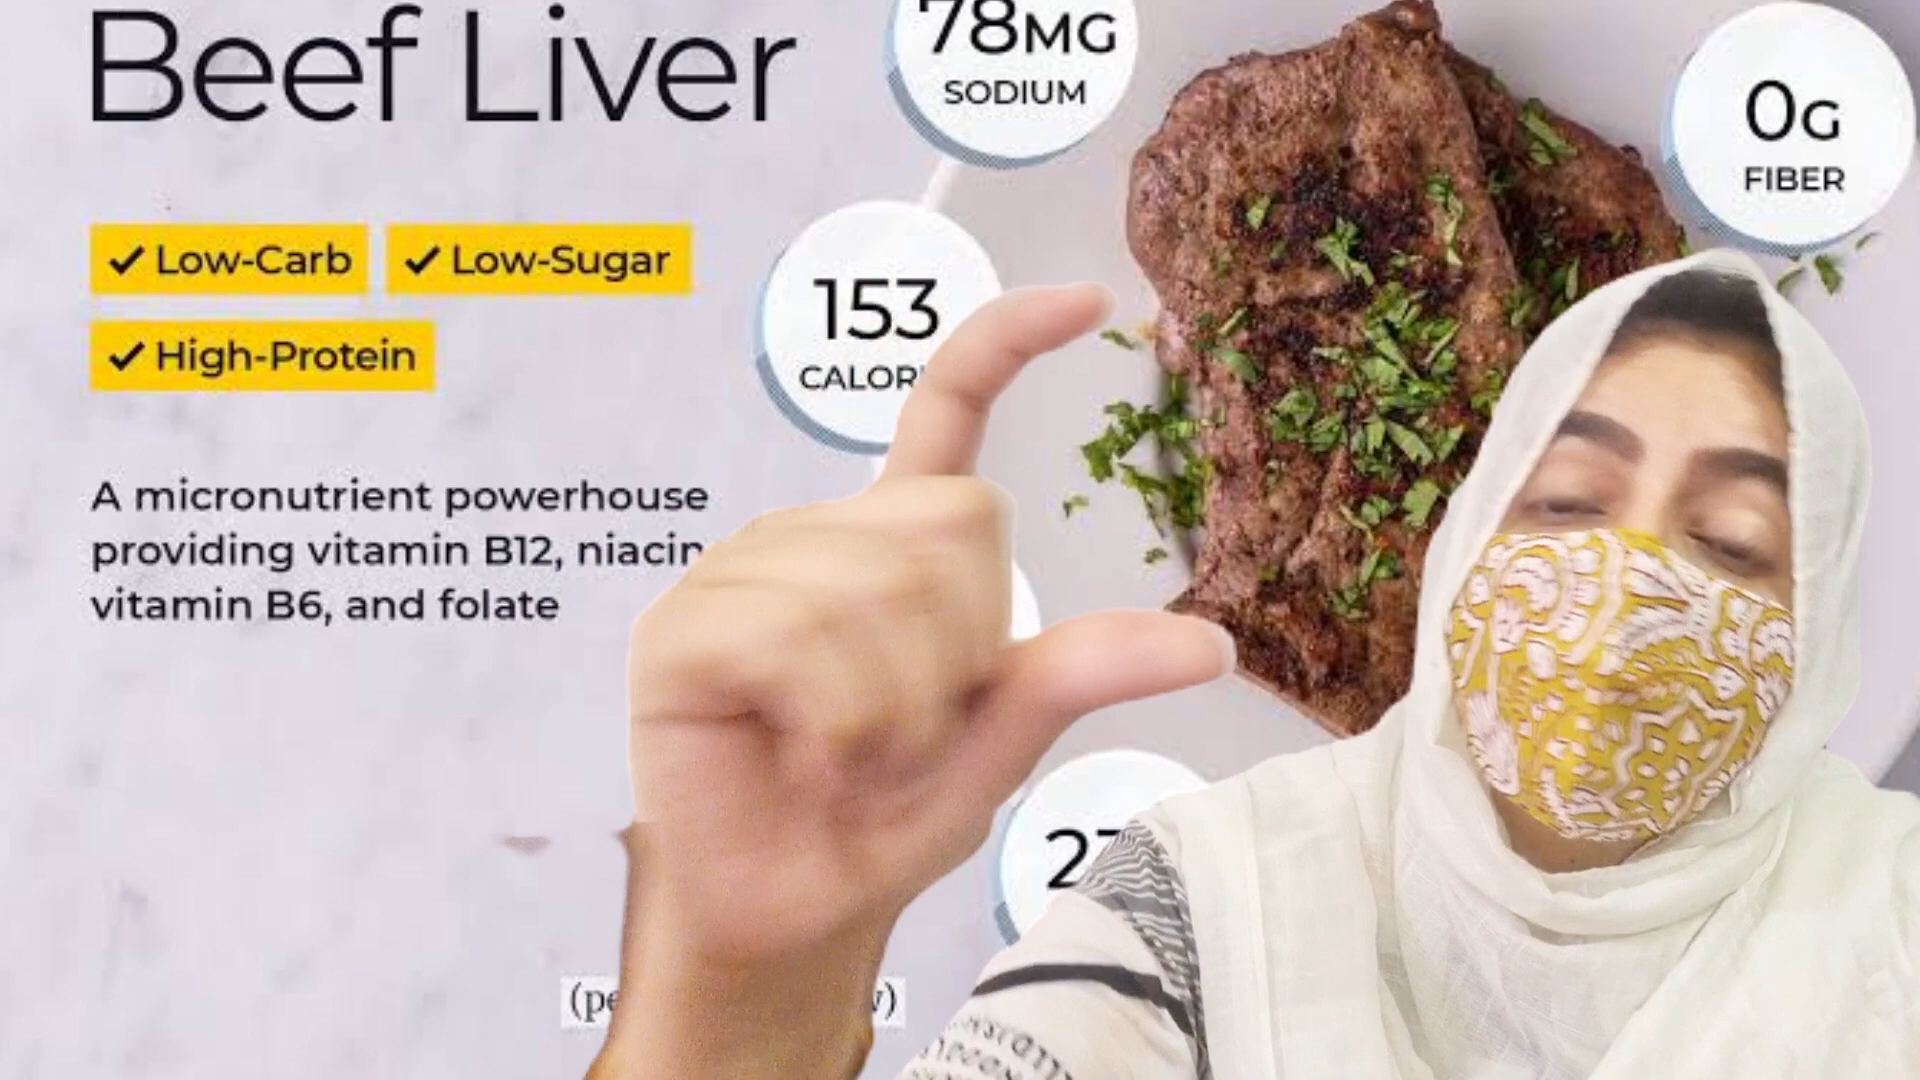 Beef Liver
78MG
SODIUM
0G
FIBER
Low-Carb
Low-Sugar
High-Protein
153
A micronutrient powerhouse
providing vitamin B12,
vitamin B6, and folate